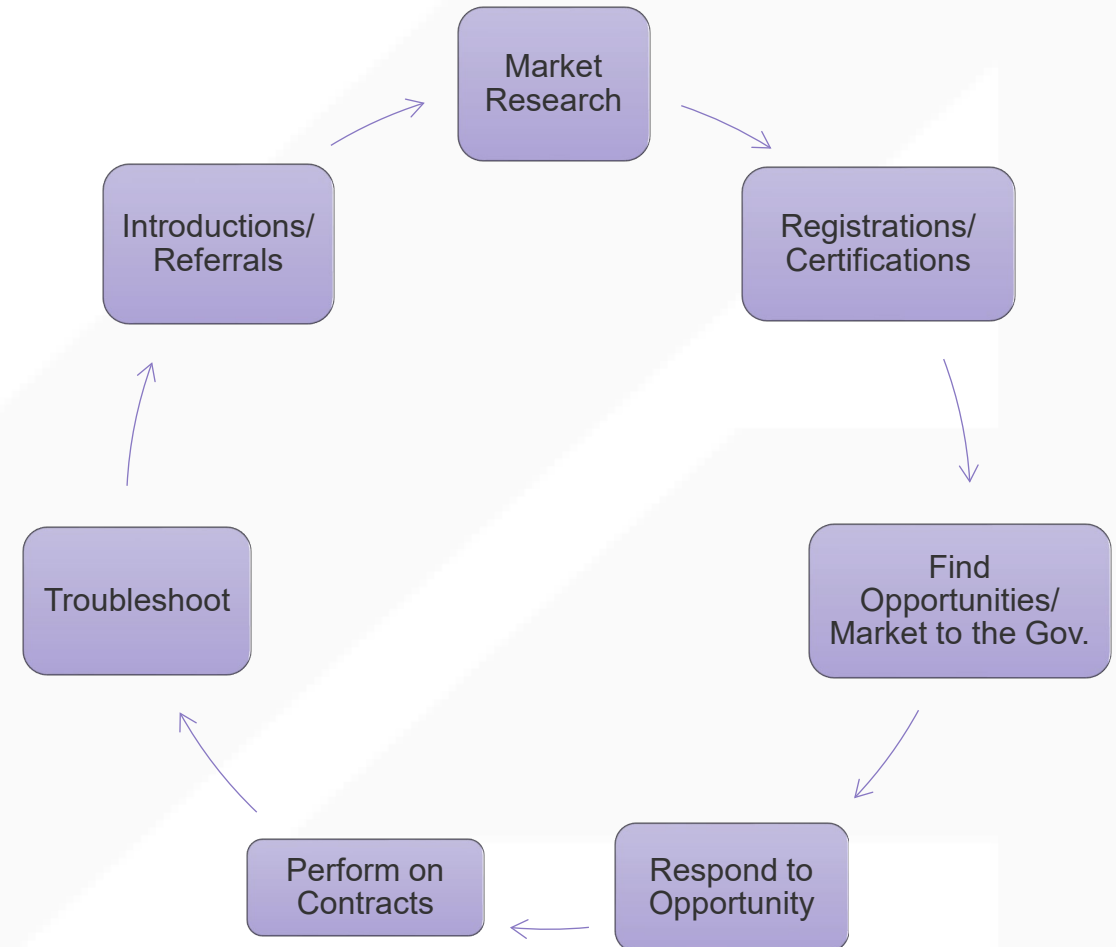 Market
Research
Registrations/
Certifications
Find
Opportunities/
Market to the Gov.
Respond to
Opportunity
Perform on
Contracts
Troubleshoot
Introductions/
Referrals